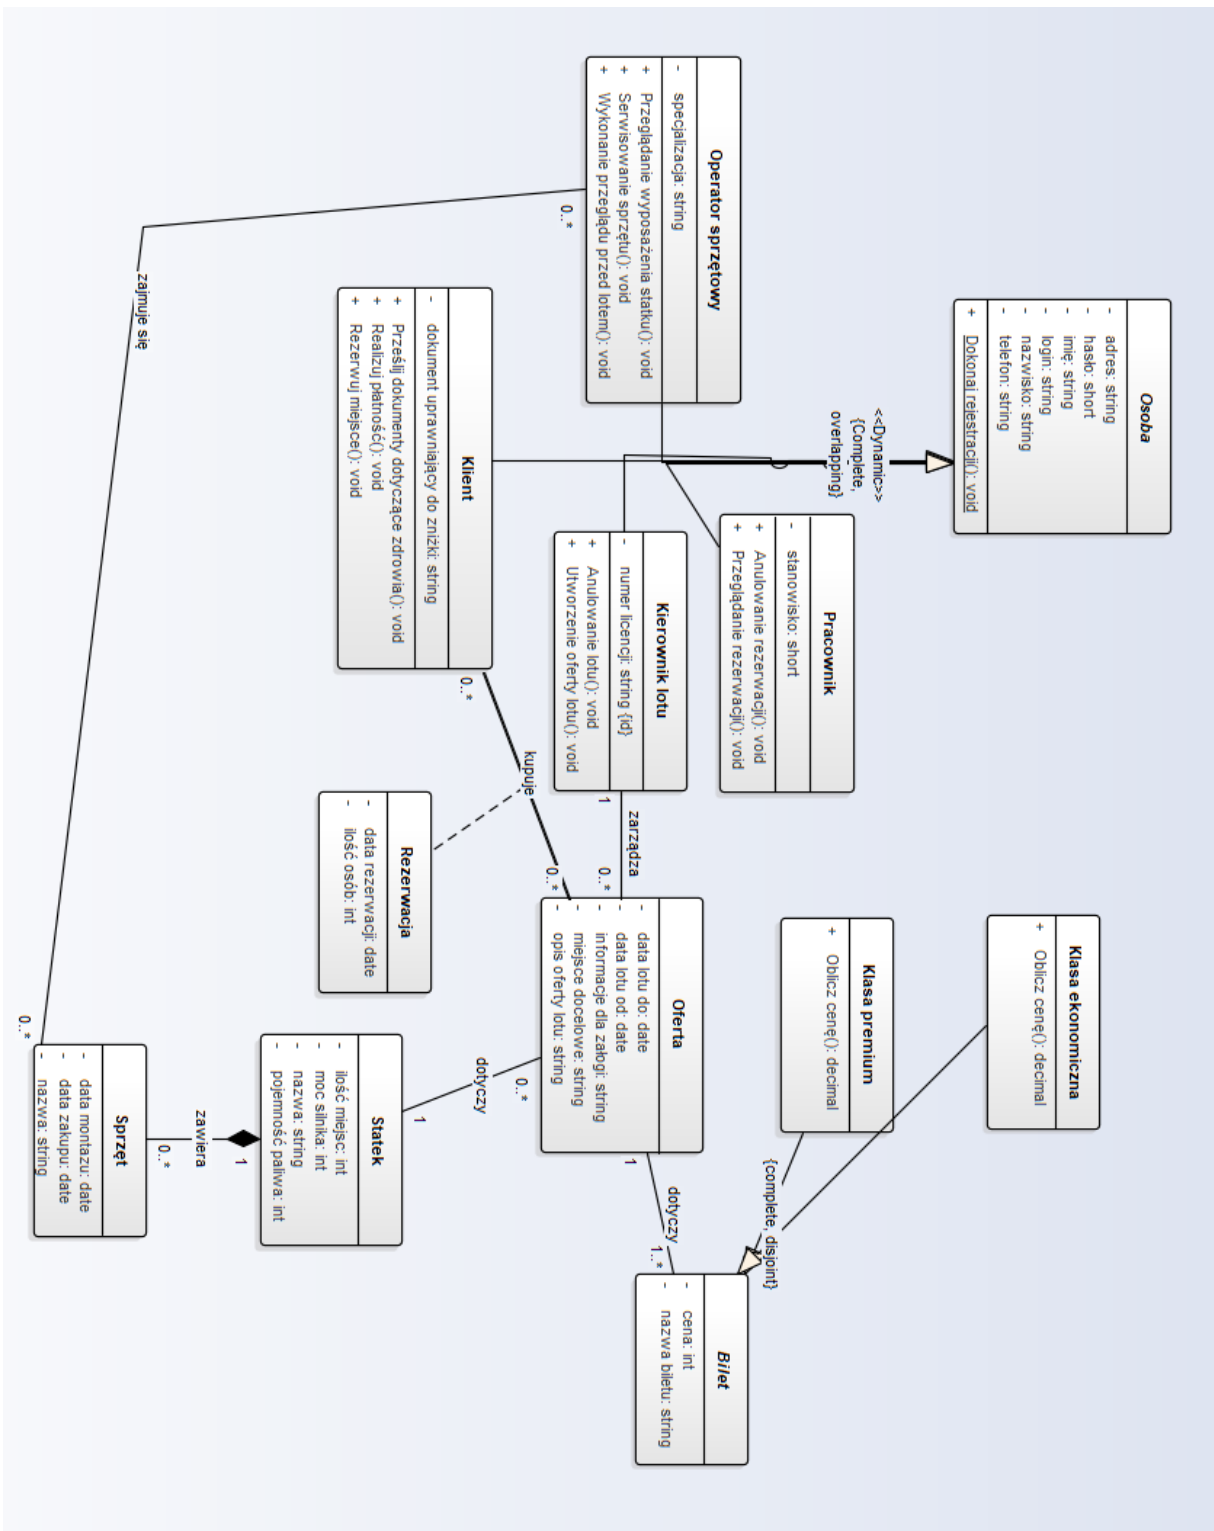 Osoba
- adres: string
- hasło: short
- imię: string
- login: string
- nazwisko: string
- telefon: string
+ Dokonaj rejestracji(): void
<<Dynamic>>
{Complete,
overlapping}
Operator sprzętowy
- specjalizacja: string
+ Przeglądanie wyposażenia statku(): void
+ Serwisowanie sprzętu(): void
+ Wykonanie przeglądu przed lotem(): void
0..*
Pracownik
- stanowisko: short
+ Anulowanie rezerwacji(): void
+ Przeglądanie rezerwacji(): void
Kierownik lotu
- numer licencji: string {id}
+ Anulowanie lotu(): void
+ Utworzenie oferty lotu(): void
1
zarządza
0..*
Klient
- dokument uprawniający do zniżki: string
+ Prześlij dokumenty dotyczące zdrowia(): void
+ Realizuj płatność(): void
+ Rezerwuj miejsce(): void
0..*
kupuje
0..*
zajmuje się
0..*
Klasa ekonomiczna
+ Oblicz cenę(): decimal
Klasa premium
+ Oblicz cenę(): decimal
{complete, disjoint}
Oferta
- data lotu do: date
- data lotu od: date
- informacje dla załogi: string
- miejsce docelowe: string
- opis oferty lotu: string
1
dotyczy
1..*
Bilet
- cena: int
- nazwa biletu: string
0..*
dotyczy
1
Rezerwacja
- data rezerwacji: date
- ilość osób: int
Statek
- ilość miejsc: int
- moc silnika: int
- nazwa: string
- pojemność paliwa: int
1
zawiera
0..*
Sprzęt
- data montazu: date
- data zakupu: date
- nazwa: string